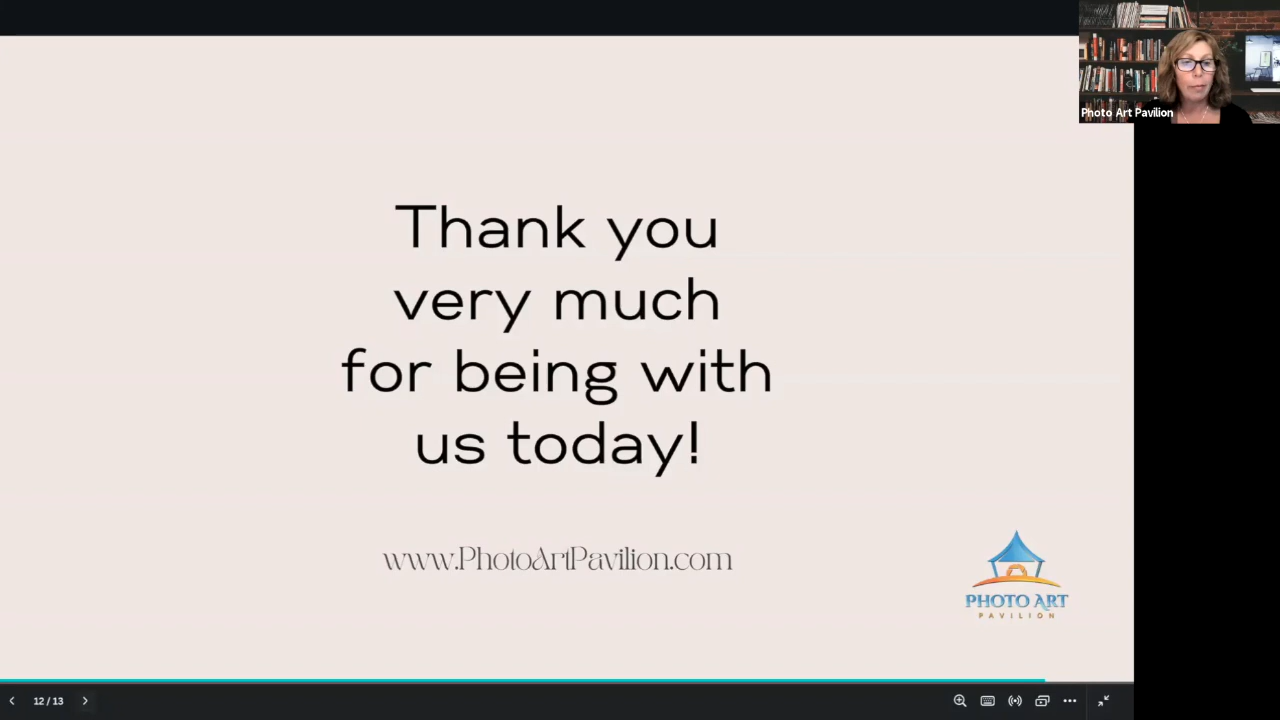 Photo Art Pavilion
Thank you
very much
for being with
us today!
www.PhotoArtPavilion.com
PHOTO ART
PAVILION
12 / 13